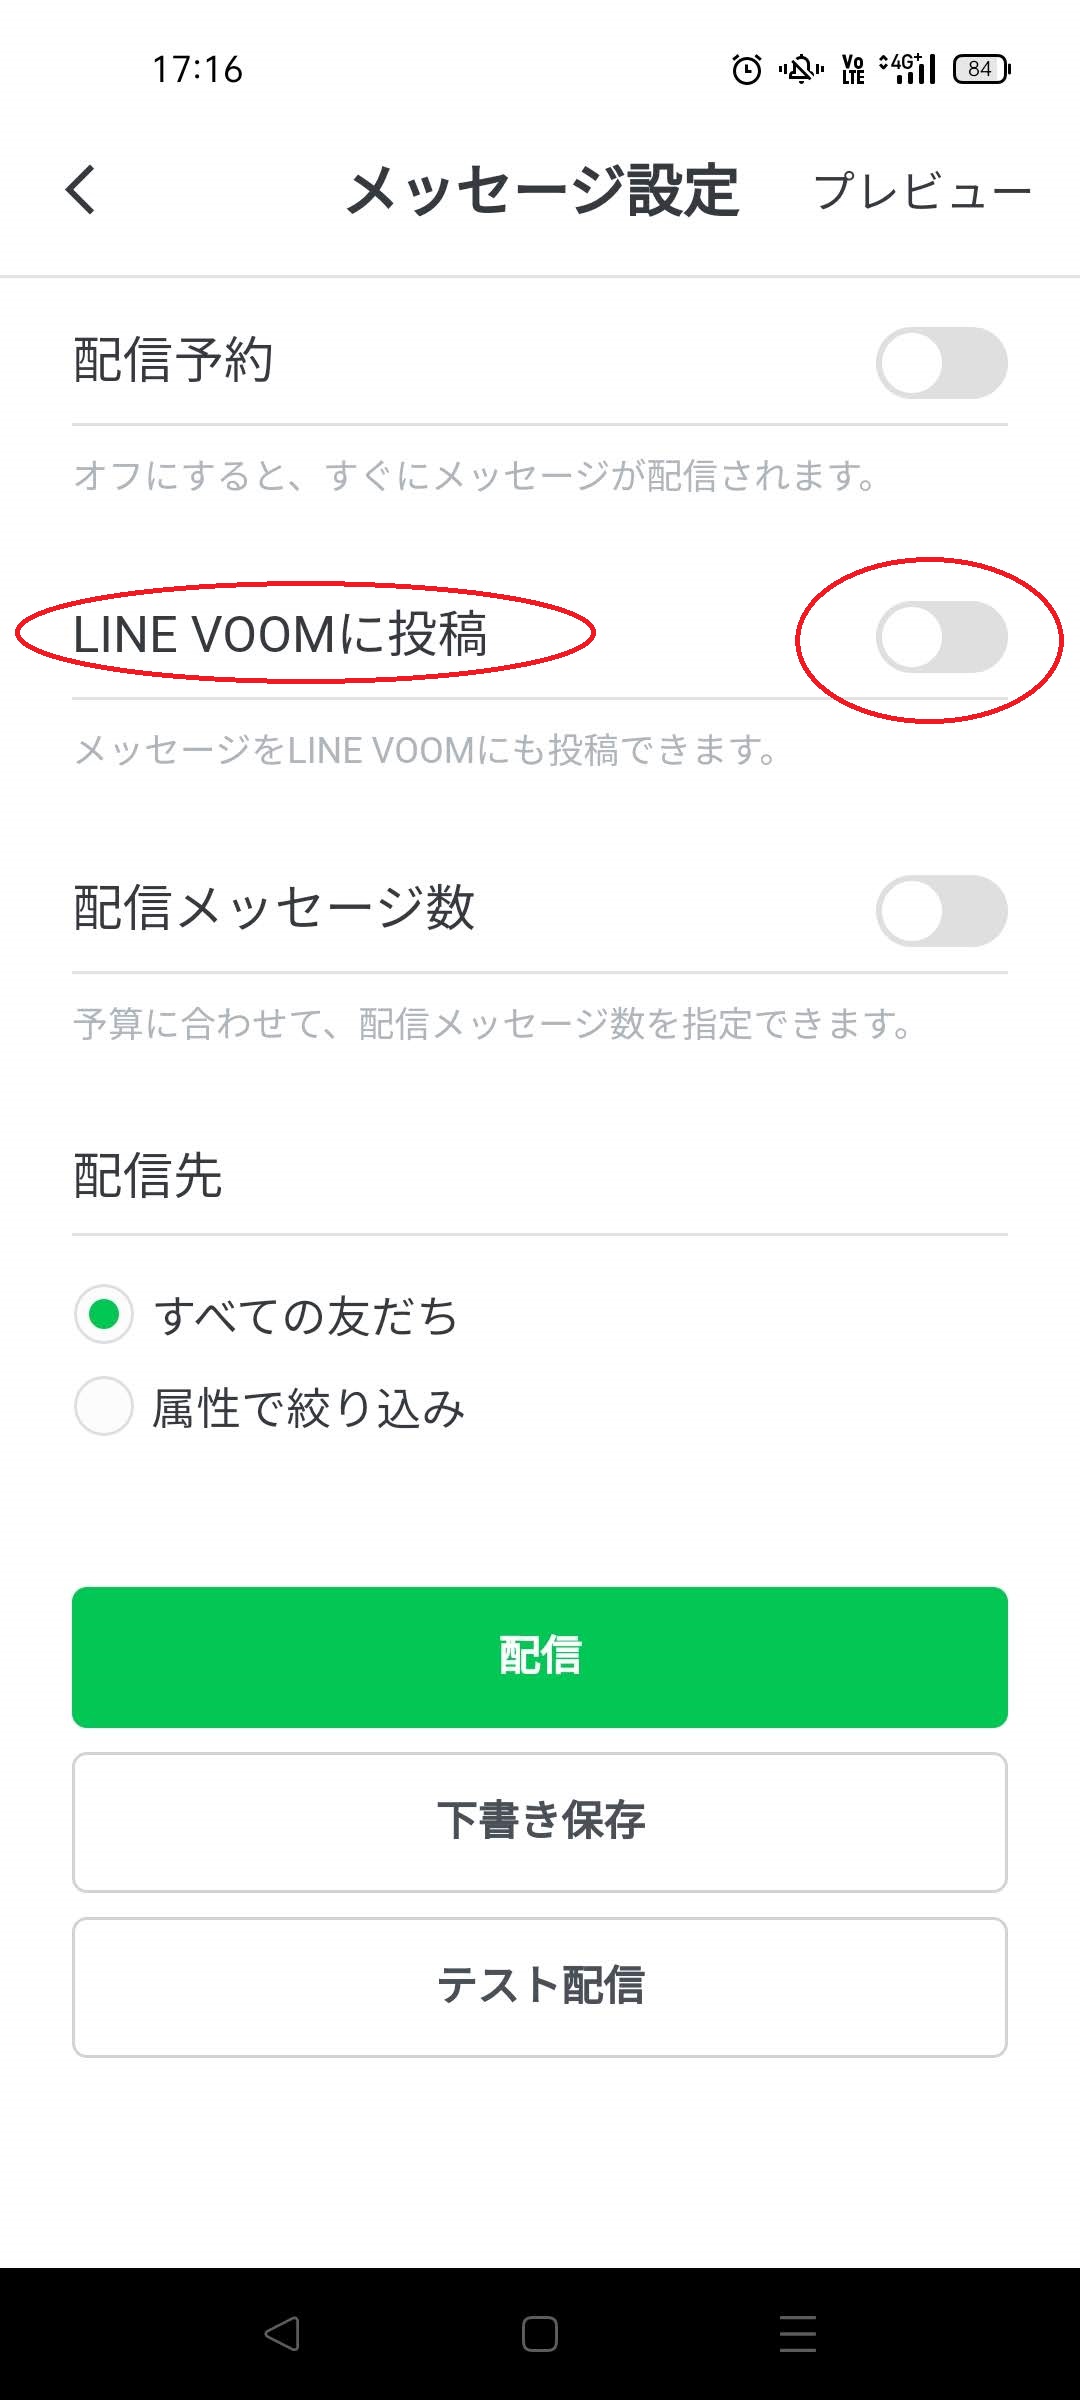 17:16
Vo LTE 4G+ 84
メッセージ設定 プレビュー
配信予約
オフにすると、すぐにメッセージが配信されます。
LINE VOOMに投稿
メッセージをLINE VOOMにも投稿できます。
配信メッセージ数
予算に合わせて、配信メッセージ数を指定できます。
配信先
すべての友だち
属性で絞り込み
配信
下書き保存
テスト配信